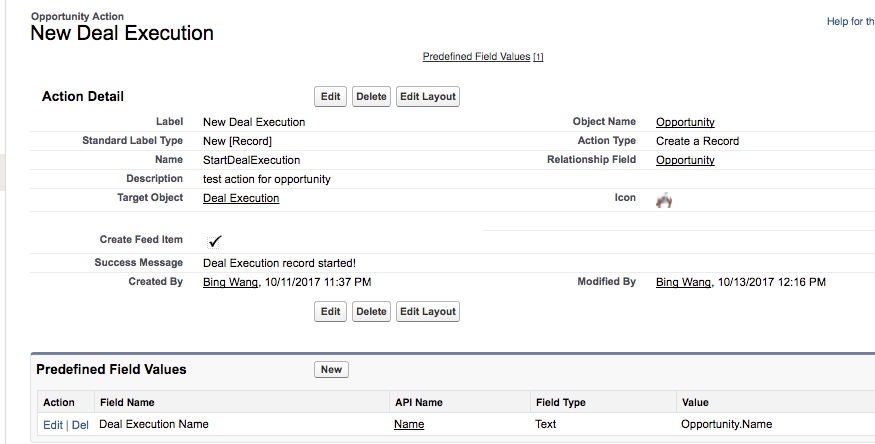 Opportunity Action
New Deal Execution
Help for th
Predefined Field Values [1]
Action Detail Edit Delete Edit Layout
Label New Deal Execution Object Name Opportunity
Standard Label Type New [Record] Action Type Create a Record
Name StartDealExecution Relationship Field Opportunity
Description test action for opportunity
Target Object Deal Execution Icon
Create Feed Item
Success Message Deal Execution record started!
Created By Bing Wang, 10/11/2017 11:37 PM Modified By Bing Wang, 10/13/2017 12:16 PM
Edit Delete Edit Layout
Predefined Field Values New
Action Field Name API Name Field Type Value
Edit | Del Deal Execution Name Name Text Opportunity.Name